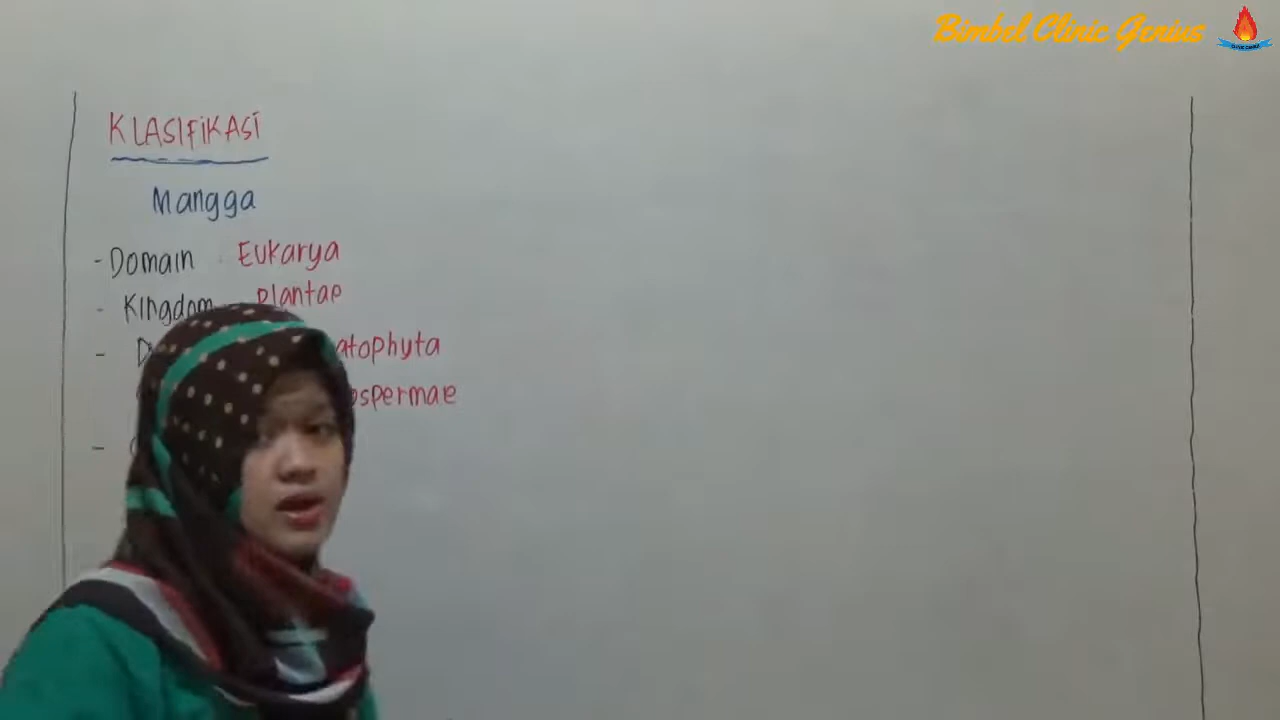 Bimbel Clinic Genius
KLASIFIKASI
Mangga
- Domain Eukarya
- Kingdom Plantae
- D atophyta
ospermae
-